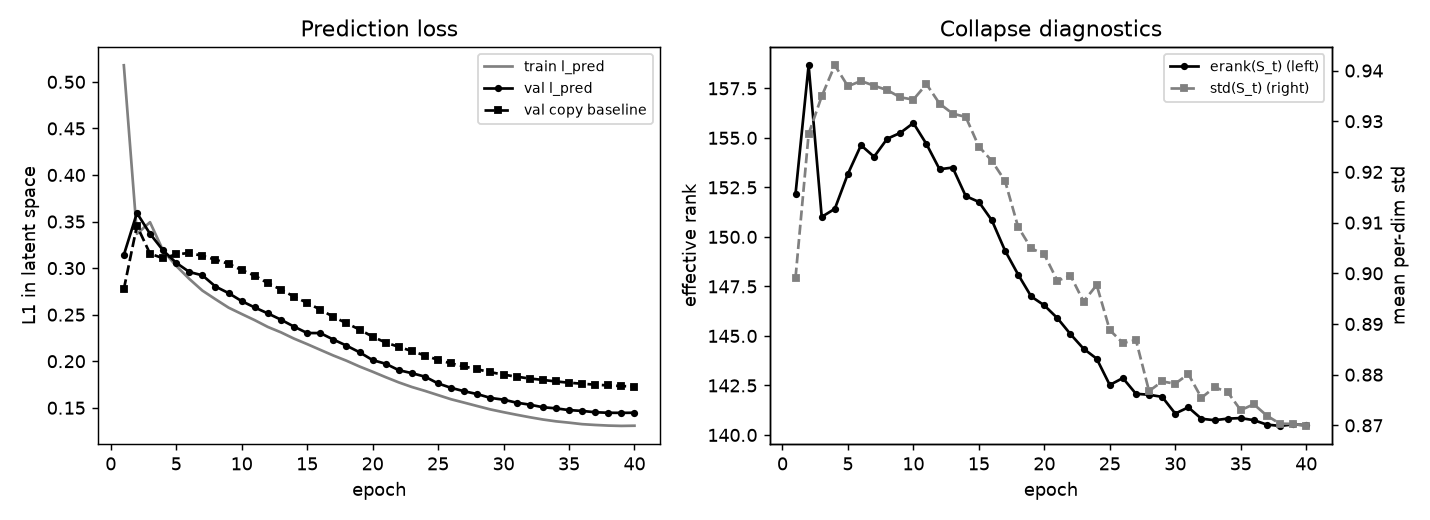 Prediction loss
L1 in latent space
0.50
0.45
0.40
0.35
0.30
0.25
0.20
0.15
0 5 10 15 20 25 30 35 40
epoch
train l_pred
val l_pred
val copy baseline
Collapse diagnostics
effective rank
157.5
155.0
152.5
150.0
147.5
145.0
142.5
140.0
0 5 10 15 20 25 30 35 40
epoch
erank(S_t) (left)
std(S_t) (right)
0.94
0.93
0.92
0.91
0.90
0.89
0.88
0.87
mean per-dim std